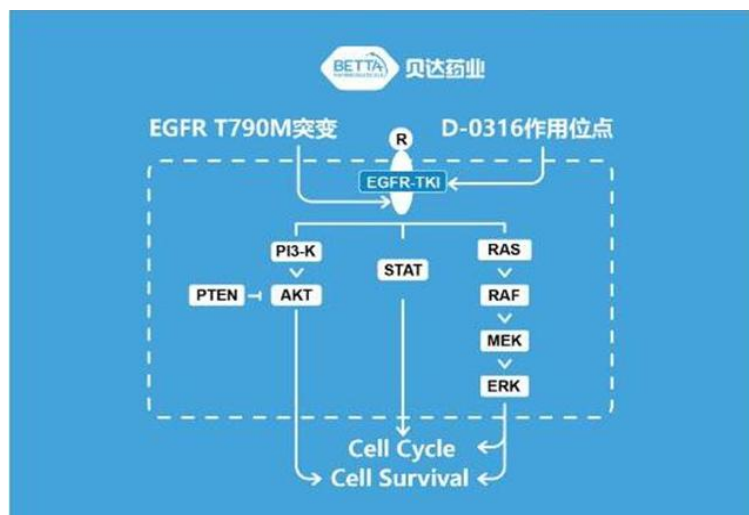 BETTA
PHARMACEUTICALS
贝达药业
EGFR T790M突变
D-0316作用位点
R
EGFR-TKI
PI3-K
STAT
RAS
PTEN
AKT
RAF
MEK
ERK
Cell Cycle
Cell Survival